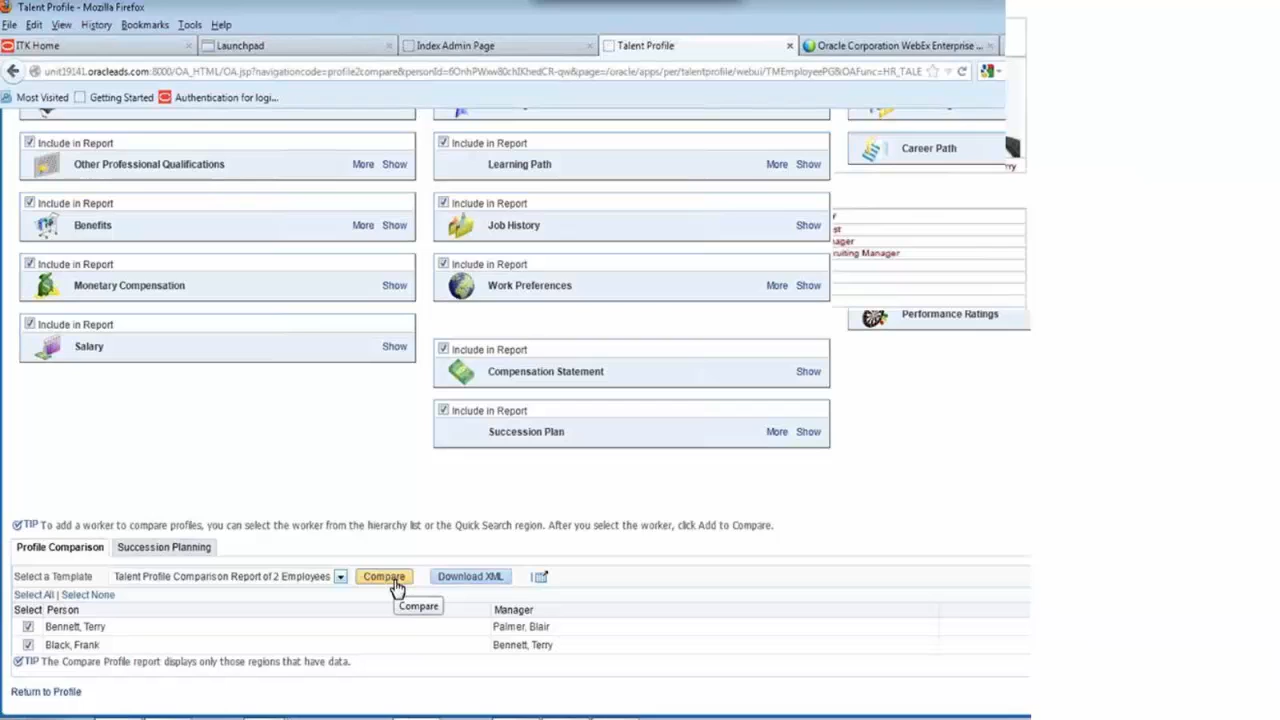 Talent Profile - Mozilla Firefox
File Edit View History Bookmarks Tools Help
ITK Home × Launchpad × Index Admin Page × Talent Profile × Oracle Corporation WebEx Enterprise ... ×
Most Visited Getting Started Authentication for logi...
Include in Report
Other Professional Qualifications More Show
Include in Report
Learning Path More Show
Career Path
Include in Report
Benefits More Show
Include in Report
Job History Show
ruiting Manager
Include in Report
Monetary Compensation Show
Include in Report
Work Preferences More Show
Performance Ratings
Include in Report
Salary Show
Include in Report
Compensation Statement Show
Include in Report
Succession Plan More Show
TIP To add a worker to compare profiles, you can select the worker from the hierarchy list or the Quick Search region. After you select the worker, click Add to Compare.
Profile Comparison Succession Planning
Select a Template Talent Profile Comparison Report of 2 Employees Compare Download XML
Select All | Select None
Compare
Select Person Manager
Bennett, Terry Palmer, Blair
Black, Frank Bennett, Terry
TIP The Compare Profile report displays only those regions that have data.
Return to Profile